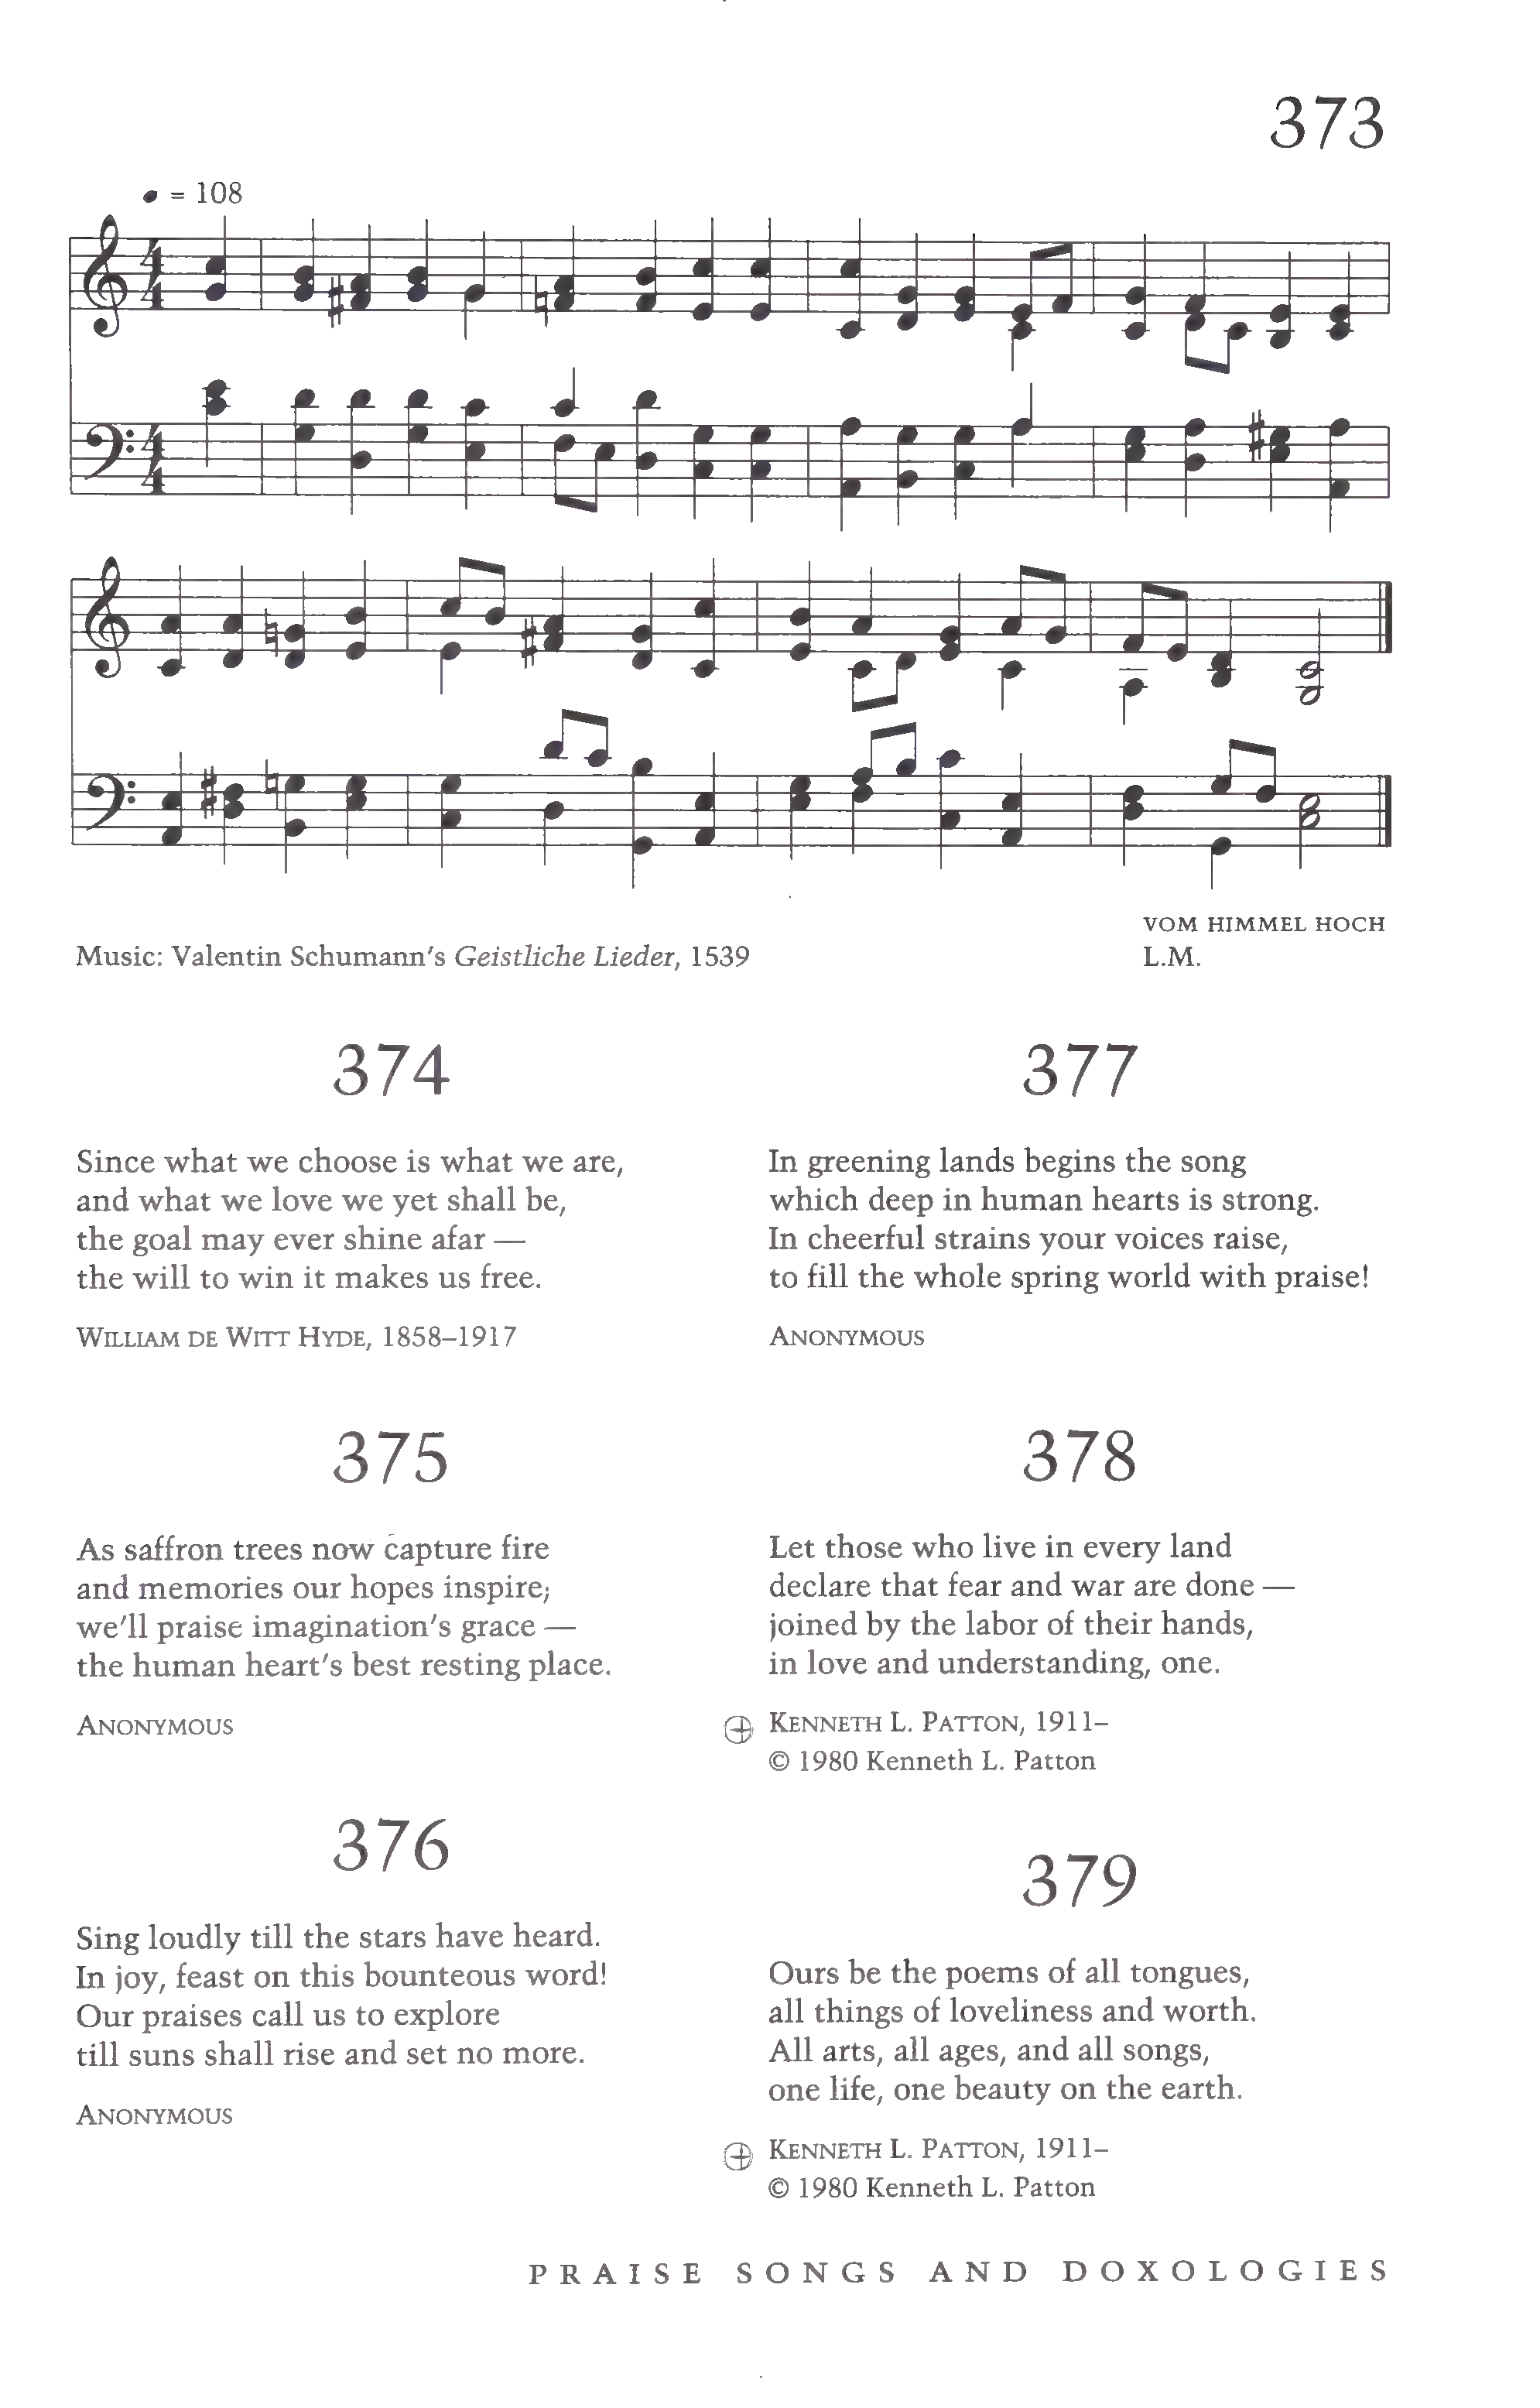 373
= 108
4
4
4
4
VOM HIMMEL HOCH
Music: Valentin Schumann's Geistliche Lieder, 1539
L.M.
374
Since what we choose is what we are,
and what we love we yet shall be,
the goal may ever shine afar —
the will to win it makes us free.
WILLIAM DE WITT HYDE, 1858–1917
375
As saffron trees now capture fire
and memories our hopes inspire;
we'll praise imagination's grace —
the human heart's best resting place.
ANONYMOUS
376
Sing loudly till the stars have heard.
In joy, feast on this bounteous word!
Our praises call us to explore
till suns shall rise and set no more.
ANONYMOUS
377
In greening lands begins the song
which deep in human hearts is strong.
In cheerful strains your voices raise,
to fill the whole spring world with praise!
ANONYMOUS
378
Let those who live in every land
declare that fear and war are done —
joined by the labor of their hands,
in love and understanding, one.
KENNETH L. PATTON, 1911–
© 1980 Kenneth L. Patton
379
Ours be the poems of all tongues,
all things of loveliness and worth.
All arts, all ages, and all songs,
one life, one beauty on the earth.
KENNETH L. PATTON, 1911–
© 1980 Kenneth L. Patton
PRAISE SONGS AND DOXOLOGIES